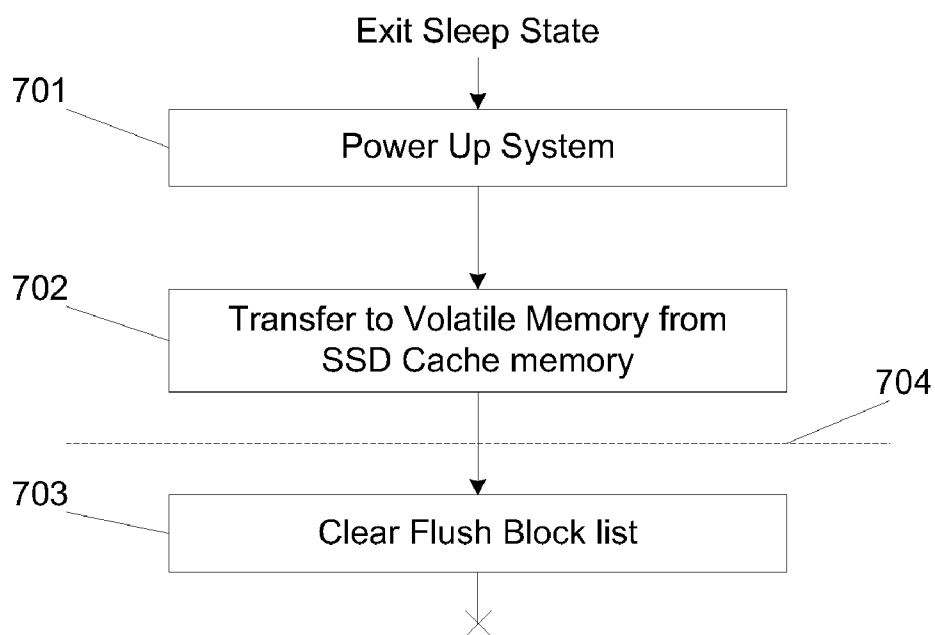 Exit Sleep State
701
Power Up System
702
Transfer to Volatile Memory from
SSD Cache memory
704
703
Clear Flush Block list